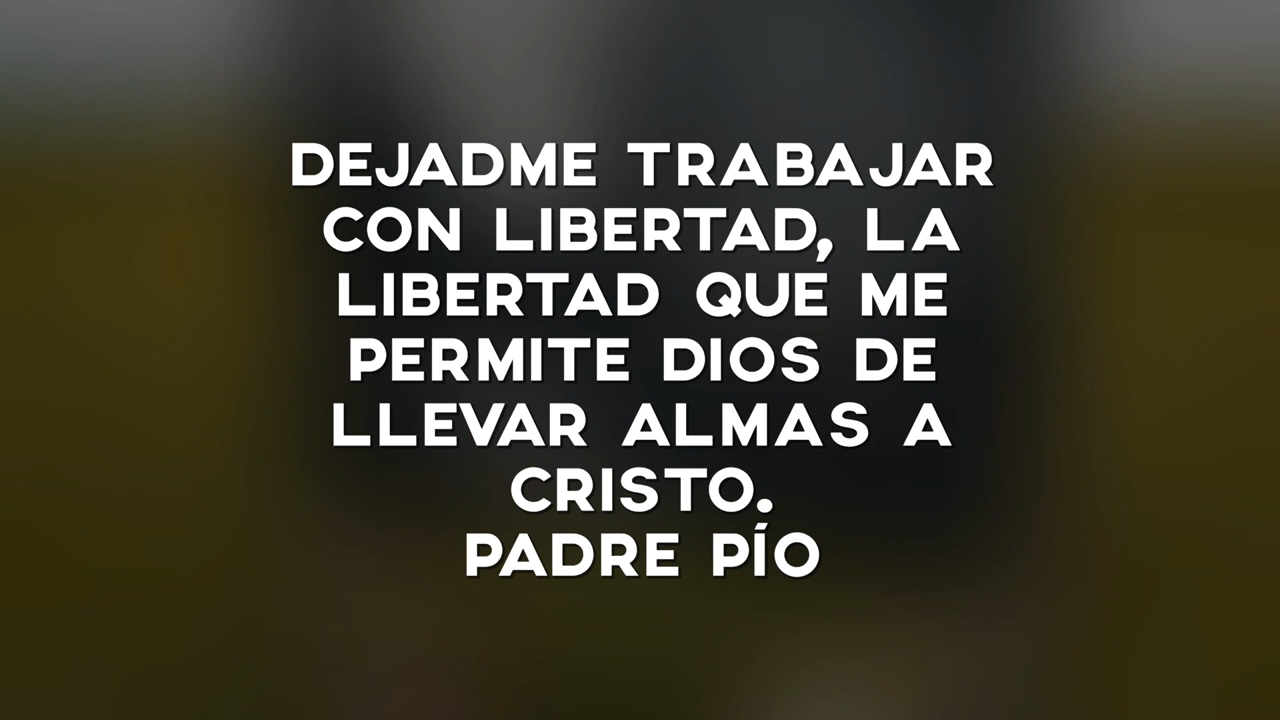 DEJADME TRABAJAR
CON LIBERTAD, LA
LIBERTAD QUE ME
PERMITE DIOS DE
LLEVAR ALMAS A
CRISTO.
PADRE PÍO